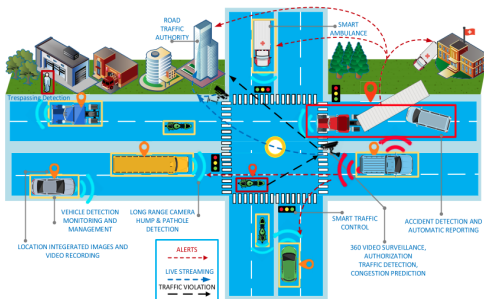 ROAD
TRAFFIC
AUTHORITY
SMART
AMBULANCE
Trespassing Detection
VEHICLE DETECTION
MONITORING AND
MANAGEMENT
LONG RANGE CAMERA
HUMP & PATHOLE
DETECTION
SMART TRAFFIC
CONTROL
ACCIDENT DETECTION AND
AUTOMATIC REPORTING
LOCATION INTEGERATED IMAGES AND
VIDEO RECORDING
360 VIDEO SURVEILLANCE,
AUTHORIZATION
TRAFFIC DETECTION,
CONGESTION PREDICTION
ALERTS
LIVE STREAMING
TRAFFIC VIOLATION